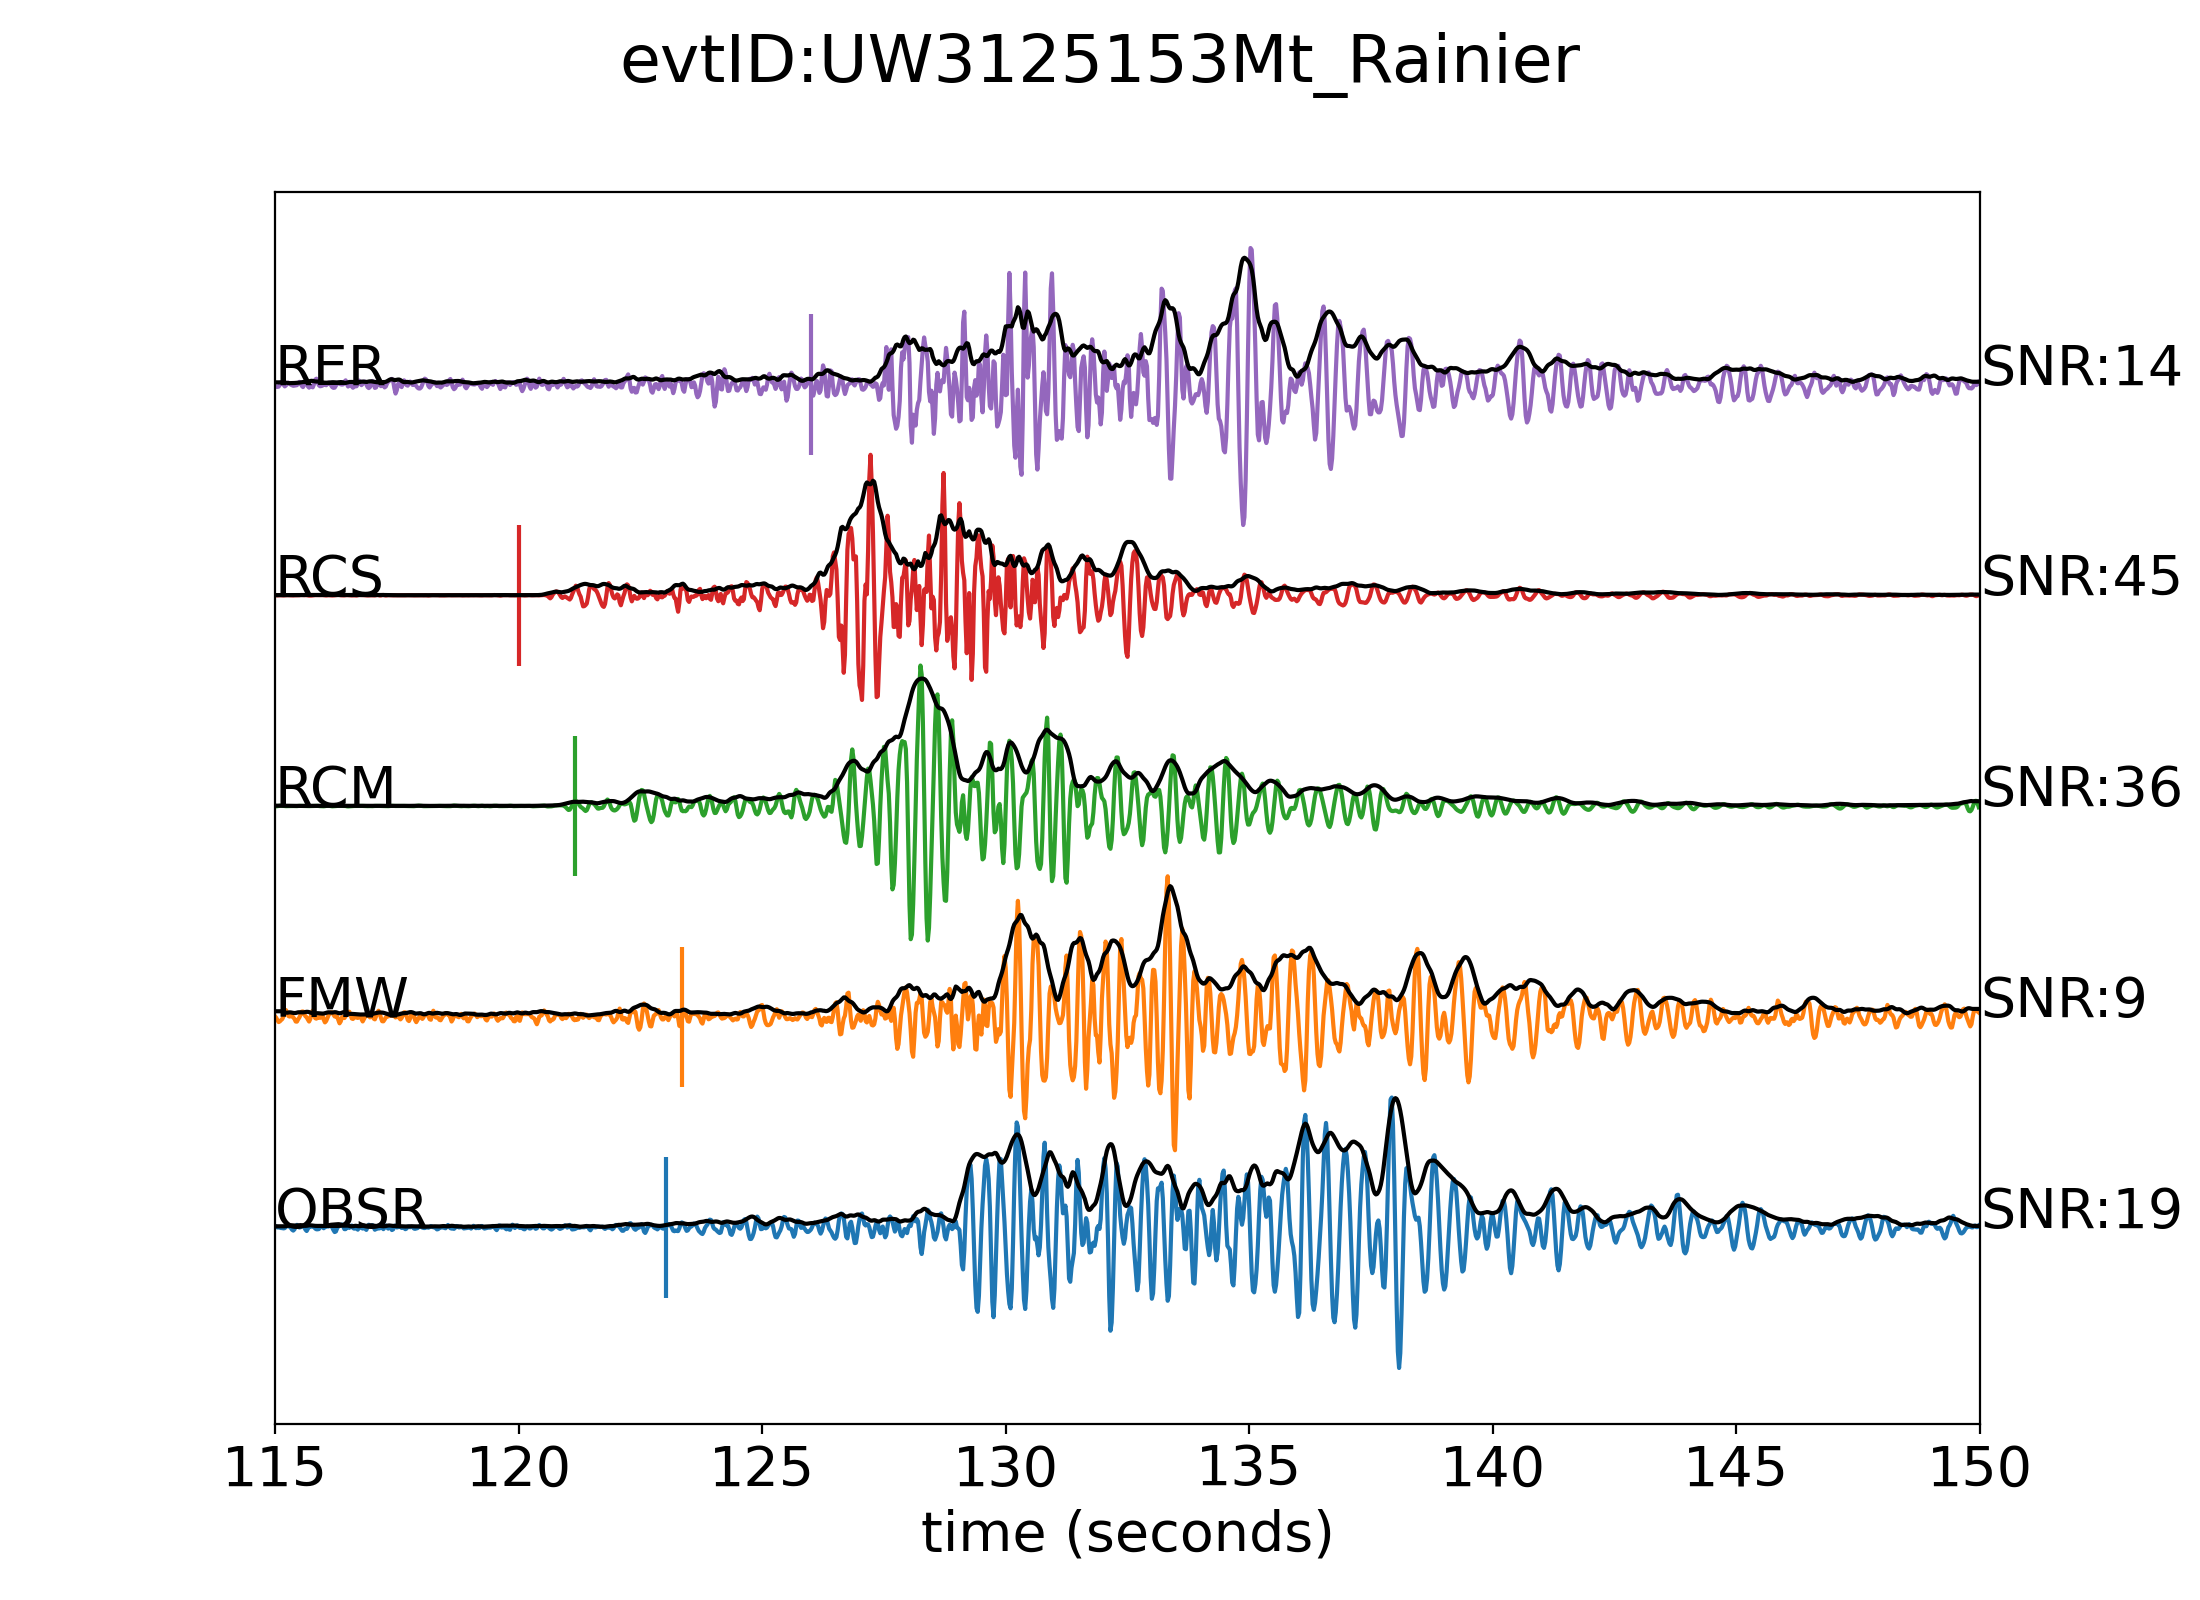 evtID:UW3125153Mt_Rainier
RER SNR:14
RCS SNR:45
RCM SNR:36
FMW SNR:9
OBSR SNR:19
115 120 125 130 135 140 145 150
time (seconds)